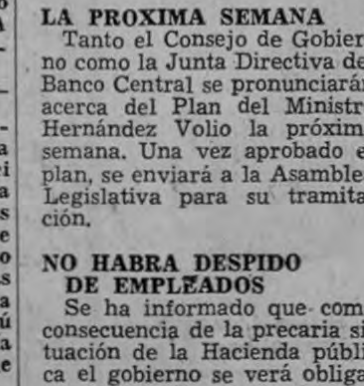 LA PROXIMA SEMANA
Tanto el Consejo de Gobier
no como la Junta Directiva de
Banco Central se pronunciará
acerca del Plan del Ministr
Hernández Volio la próxim
semana. Una vez aprobado e
plan, se enviará a la Asamble
Legislativa para su tramita
ción.
NO HABRA DESPIDO
DE EMPLEADOS
Se ha informado que com
consecuencia de la precaria si
tuación de la Hacienda públi
ca el gobierno se verá obliga